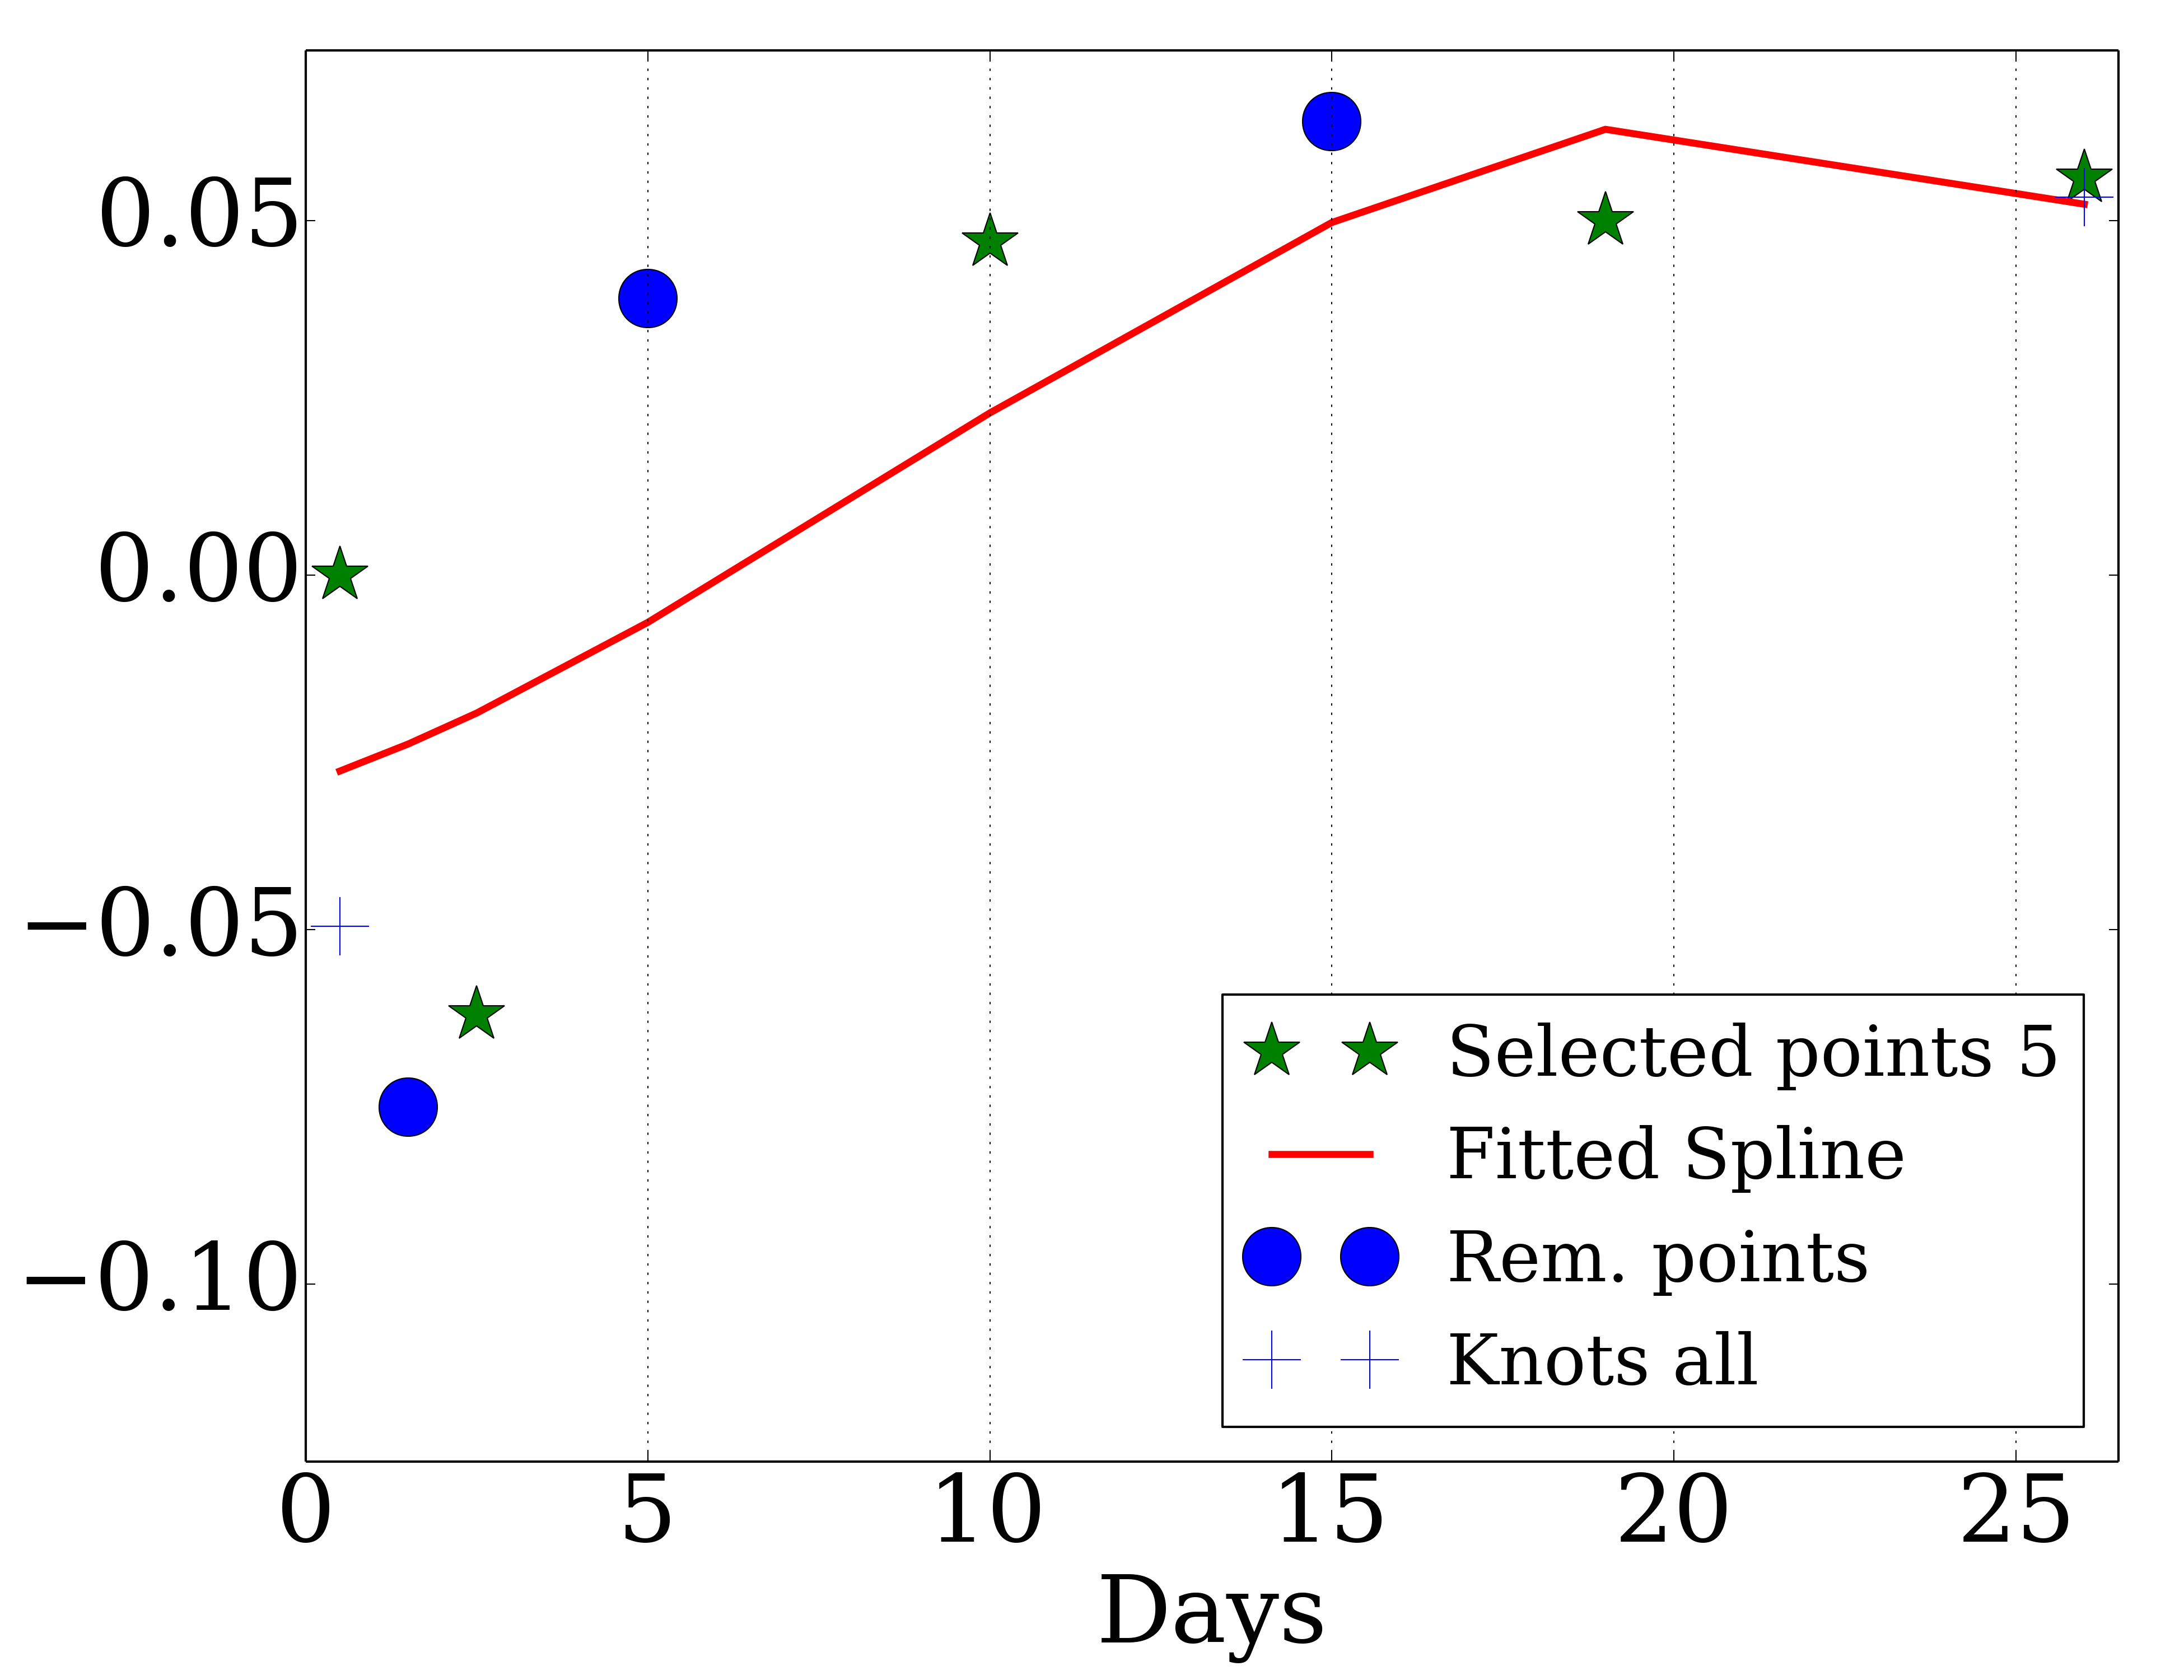 0.05
0.00
−0.05
−0.10
Selected points 5
Fitted Spline
Rem. points
Knots all
0 5 10 15 20 25
Days